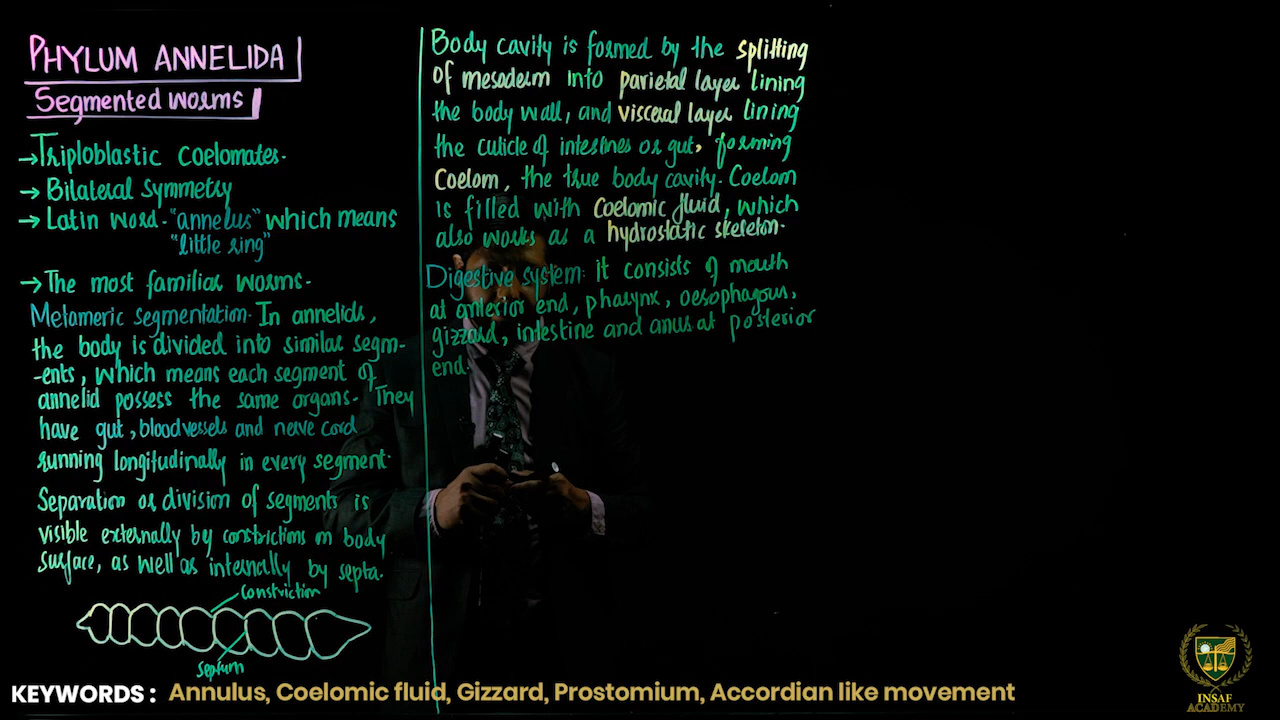 PHYLUM ANNELIDA
Segmented worms
→Triploblastic coelomates.
→ Bilateral symmetry
→ Latin word - "annelus" which means
"little ring"
→ The most familiar worms.
Metameric segmentation. In annelids,
the body is divided into similar segm-
-ents, which means each segment of
annelid possess the same organs. They
have gut, blood vessels and nerve cord
running longitudinally in every segment.
Separation or division of segments is
visible externally by constrictions on body
surface, as well as internally by septa.
constriction
septum
Body cavity is formed by the splitting
of mesoderm into parietal layer lining
the body wall, and visceral layer lining
the cuticle of intestines or gut, forming
Coelom, the true body cavity. Coelom
is filled with Coelomic fluid, which
also works as a hydrostatic skeleton.
Digestive system: it consists of mouth
at anterior end, pharynx, oesophagous,
gizzard, intestine and anus at posterior
end.
KEYWORDS : Annulus, Coelomic fluid, Gizzard, Prostomium, Accordian like movement
INSAF
ACADEMY